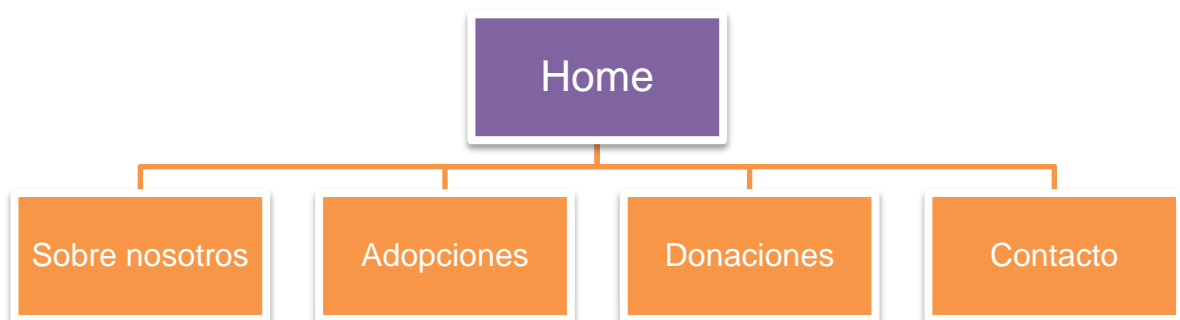 Home
Sobre nosotros
Adopciones
Donaciones
Contacto